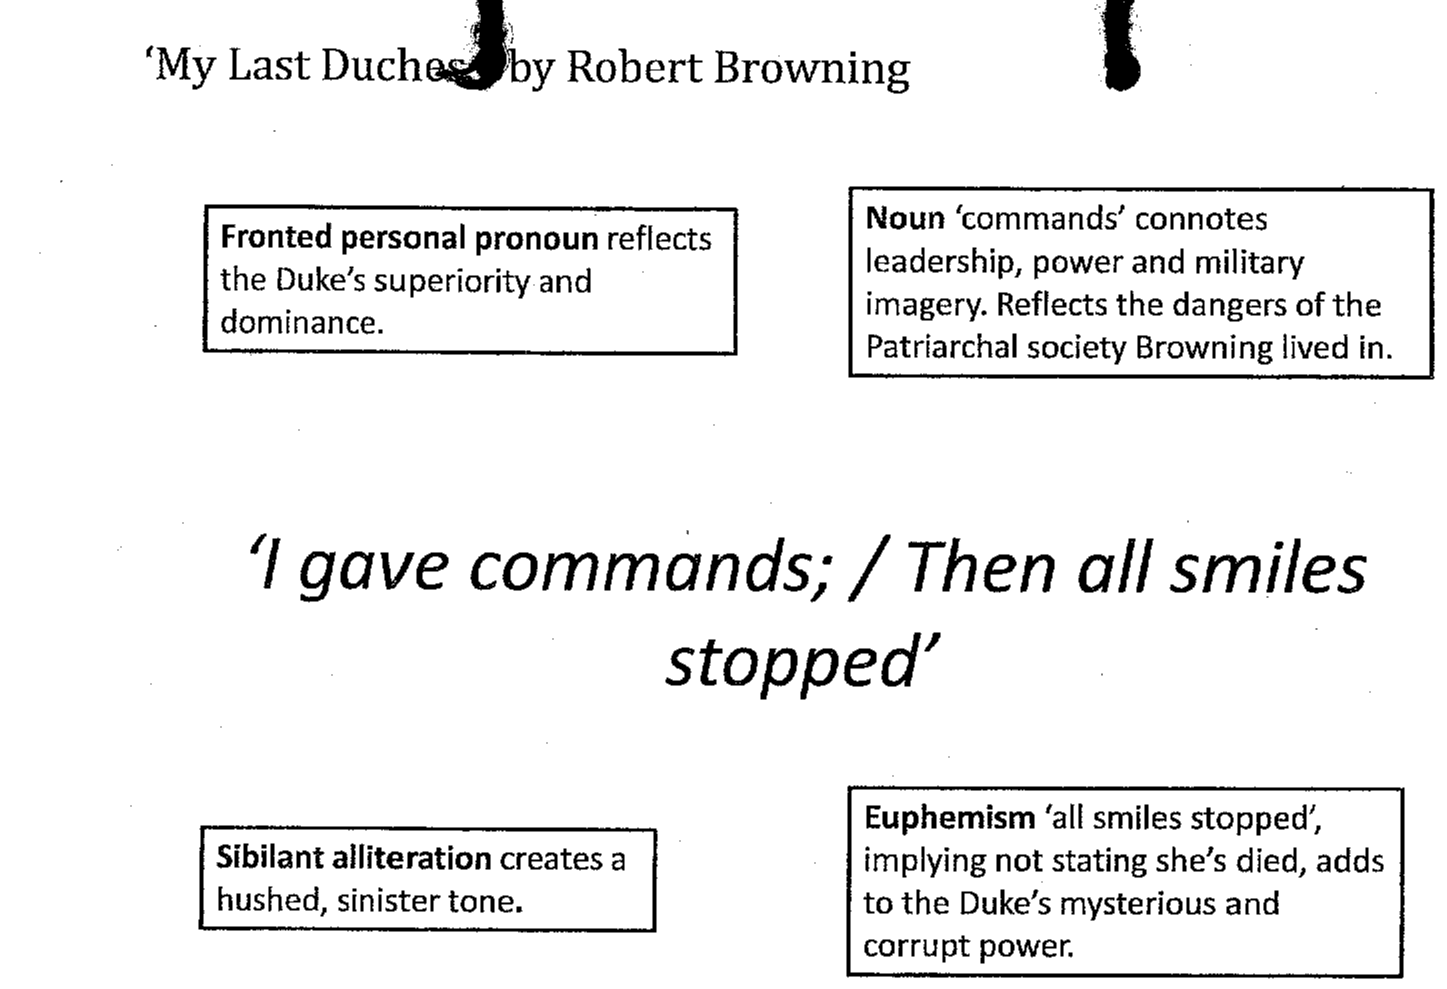 ‘My Last Duches by Robert Browning
Fronted personal pronoun reflects
the Duke’s superiority and
dominance.
Noun ‘commands’ connotes
leadership, power and military
imagery. Reflects the dangers of the
Patriarchal society Browning lived in.
‘I gave commands; / Then all smiles
stopped’
Sibilant alliteration creates a
hushed, sinister tone.
Euphemism ‘all smiles stopped’,
implying not stating she’s died, adds
to the Duke’s mysterious and
corrupt power.